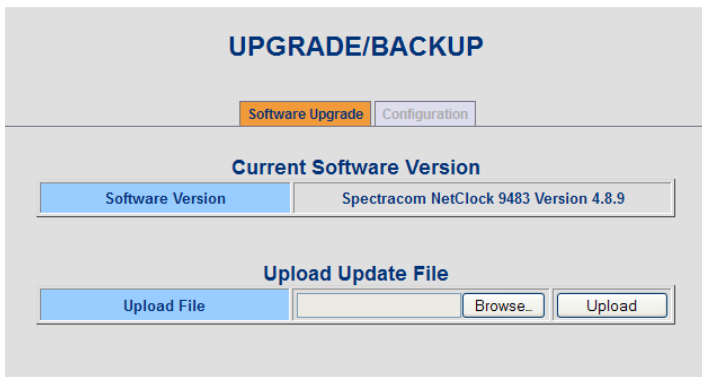 UPGRADE/BACKUP
Software Upgrade Configuration
Current Software Version
Software Version Spectracom NetClock 9483 Version 4.8.9
Upload Update File
Upload File Browse... Upload